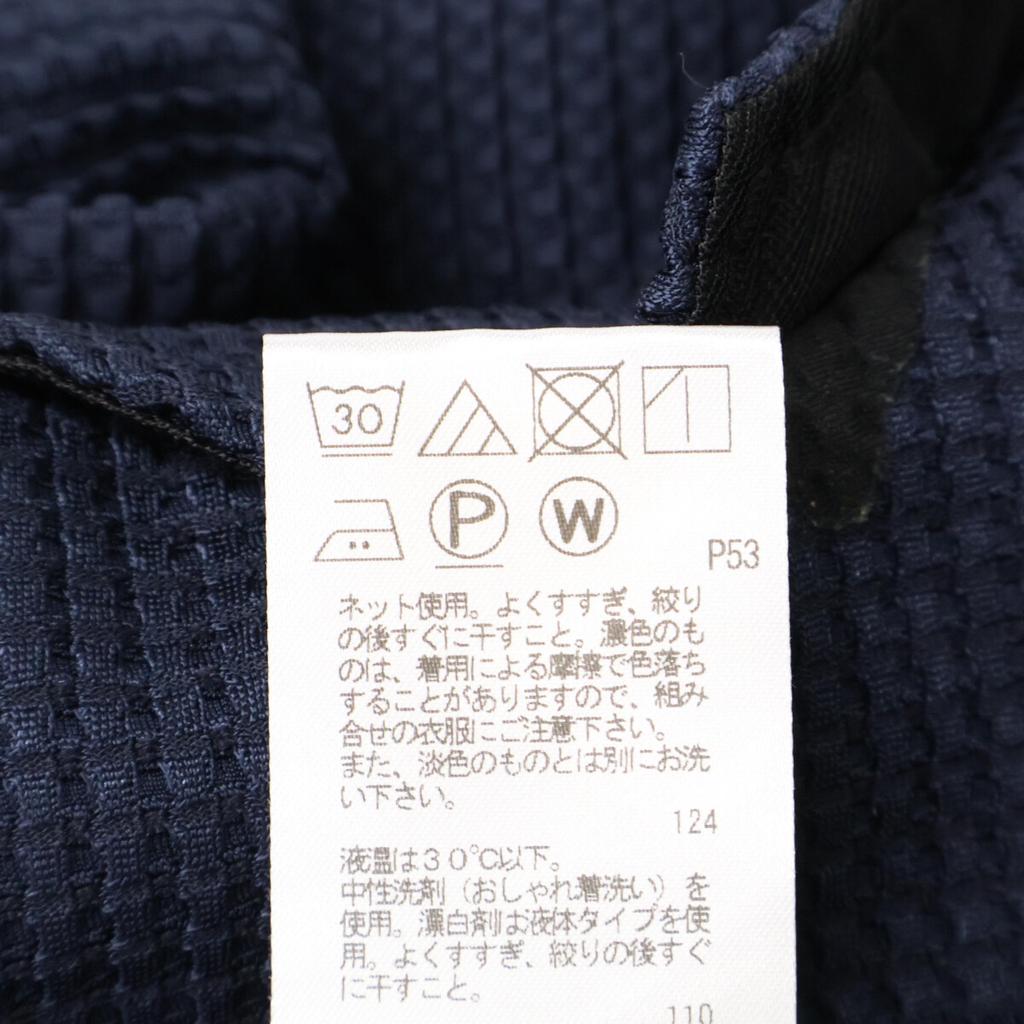 30
P W
P53
ネット使用。よくすすぎ、絞り
の後すぐに干すこと。濃色のも
のは、着用による摩擦で色落ち
することがありますので、組み
合せの衣服にご注意下さい。
また、淡色のものとは別にお洗
い下さい。
124
液温は30℃以下。
中性洗剤（おしゃれ着洗い）を
使用。漂白剤は液体タイプを使
用。よくすすぎ、絞りの後すぐ
に干すこと。
110